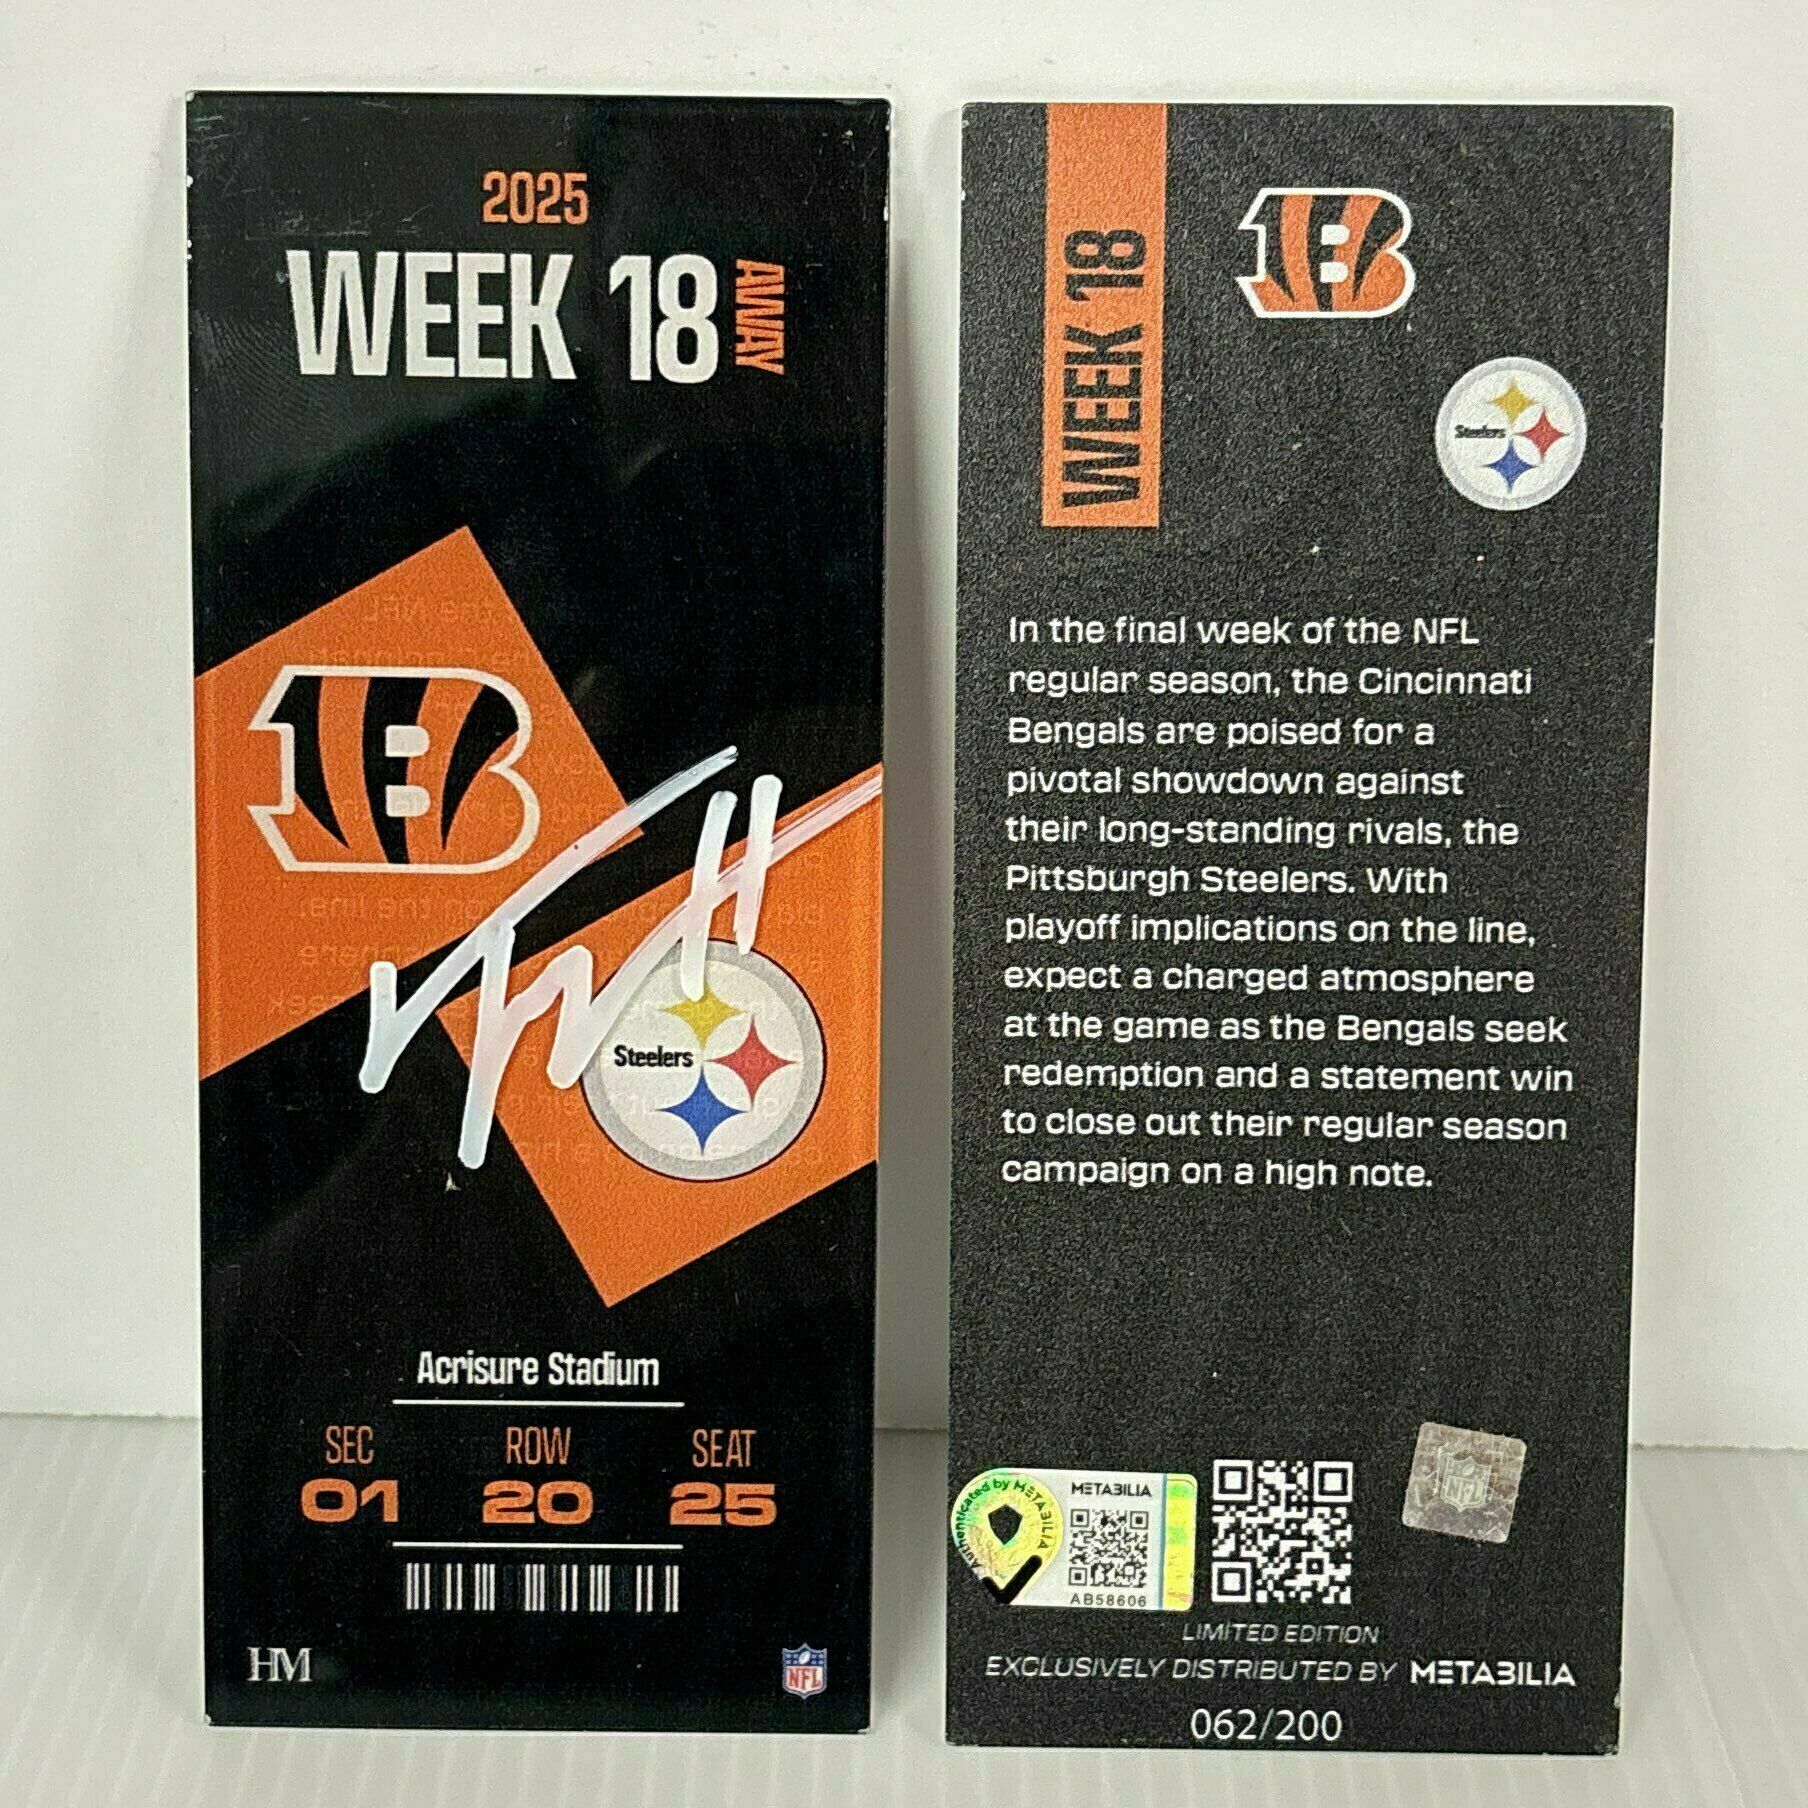 2025
WEEK 18
AWAY
Steelers
Acrisure Stadium
SEC ROW SEAT
01 20 25
HM
NFL
WEEK 18
Steelers
In the final week of the NFL
regular season, the Cincinnati
Bengals are poised for a
pivotal showdown against
their long-standing rivals, the
Pittsburgh Steelers. With
playoff implications on the line,
expect a charged atmosphere
at the game as the Bengals seek
redemption and a statement win
to close out their regular season
campaign on a high note.
Authenticated by METABILIA
METABILIA
AB58606
NFL
LIMITED EDITION
EXCLUSIVELY DISTRIBUTED BY METABILIA
062/200